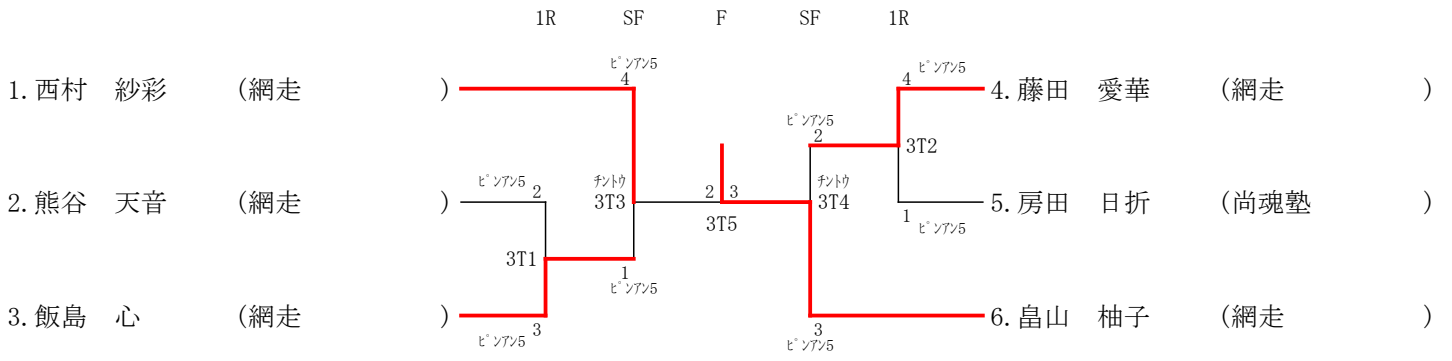 1R SF F SF 1R
ﾋﾟﾝｱﾝ5
4 4 ﾋﾟﾝｱﾝ5
1.西村　紗彩 (網走 ) 4.藤田　愛華 (網走 )
ﾋﾟﾝｱﾝ5
2
3T2
ﾋﾟﾝｱﾝ5 2 ﾁﾝﾄｳ ﾁﾝﾄｳ
2.熊谷　天音 (網走 ) 3T3 2 3 3T4 5.房田　日折 (尚魂塾 )
3T5 1 ﾋﾟﾝｱﾝ5
3T1
1
ﾋﾟﾝｱﾝ5
3.飯島　心 (網走 ) 6.畠山　柚子 (網走 )
ﾋﾟﾝｱﾝ5 3 3
ﾋﾟﾝｱﾝ5